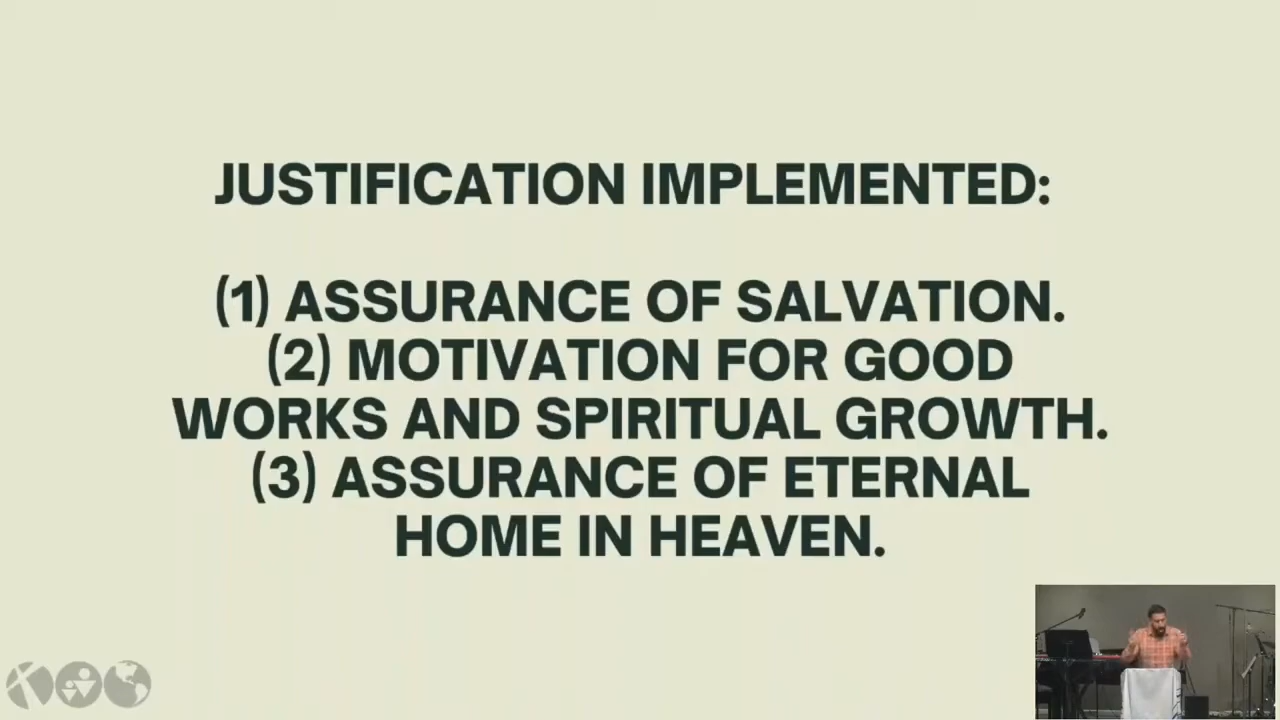 JUSTIFICATION IMPLEMENTED:
(1) ASSURANCE OF SALVATION.
(2) MOTIVATION FOR GOOD
WORKS AND SPIRITUAL GROWTH.
(3) ASSURANCE OF ETERNAL
HOME IN HEAVEN.